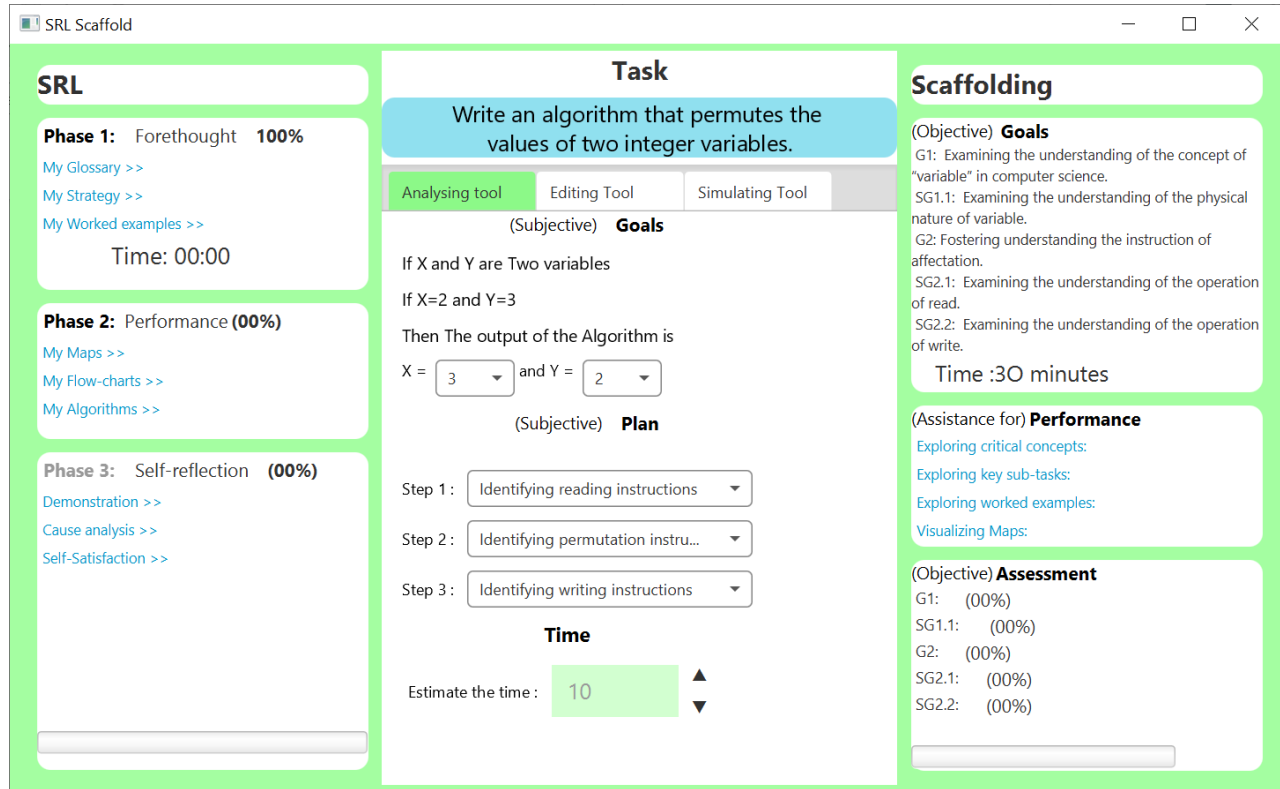 SRL Scaffold
SRL
Phase 1: Forethought 100%
My Glossary >>
My Strategy >>
My Worked examples >>
Time: 00:00
Phase 2: Performance (00%)
My Maps >>
My Flow-charts >>
My Algorithms >>
Phase 3: Self-reflection (00%)
Demonstration >>
Cause analysis >>
Self-Satisfaction >>
Task
Write an algorithm that permutes the
values of two integer variables.
Analysing tool Editing Tool Simulating Tool
(Subjective) Goals
If X and Y are Two variables
If X=2 and Y=3
Then The output of the Algorithm is
X = 3 and Y = 2
(Subjective) Plan
Step 1 : Identifying reading instructions
Step 2 : Identifying permutation instru...
Step 3 : Identifying writing instructions
Time
Estimate the time : 10
Scaffolding
(Objective) Goals
G1: Examining the understanding of the concept of
“variable” in computer science.
SG1.1: Examining the understanding of the physical
nature of variable.
G2: Fostering understanding the instruction of
affectation.
SG2.1: Examining the understanding of the operation
of read.
SG2.2: Examining the understanding of the operation
of write.
Time :3O minutes
(Assistance for) Performance
Exploring critical concepts:
Exploring key sub-tasks:
Exploring worked examples:
Visualizing Maps:
(Objective) Assessment
G1: (00%)
SG1.1: (00%)
G2: (00%)
SG2.1: (00%)
SG2.2: (00%)